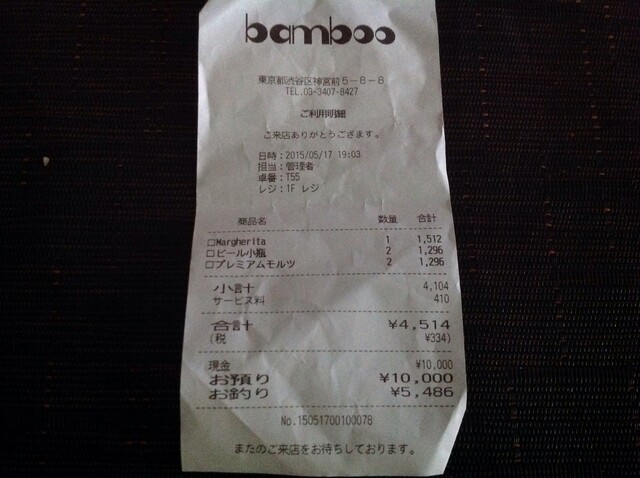 bamboo
東京都渋谷区神宮前5-8-8
TEL.03-3407-8427
ご利用明細
ご来店ありがとうございます。
日時：2015/05/17 19:03
担当：管理者
卓番：T55
レジ：1F レジ
商品名 数量 合計
□Margherita 1 1,512
□ビール小瓶 2 1,296
□プレミアムモルツ 2 1,296
小計 4,104
サービス料 410
合計 ¥4,514
(税 ¥334)
現金 ¥10,000
お預り ¥10,000
お釣り ¥5,486
No.15051700100078
またのご来店をお待ちしております。